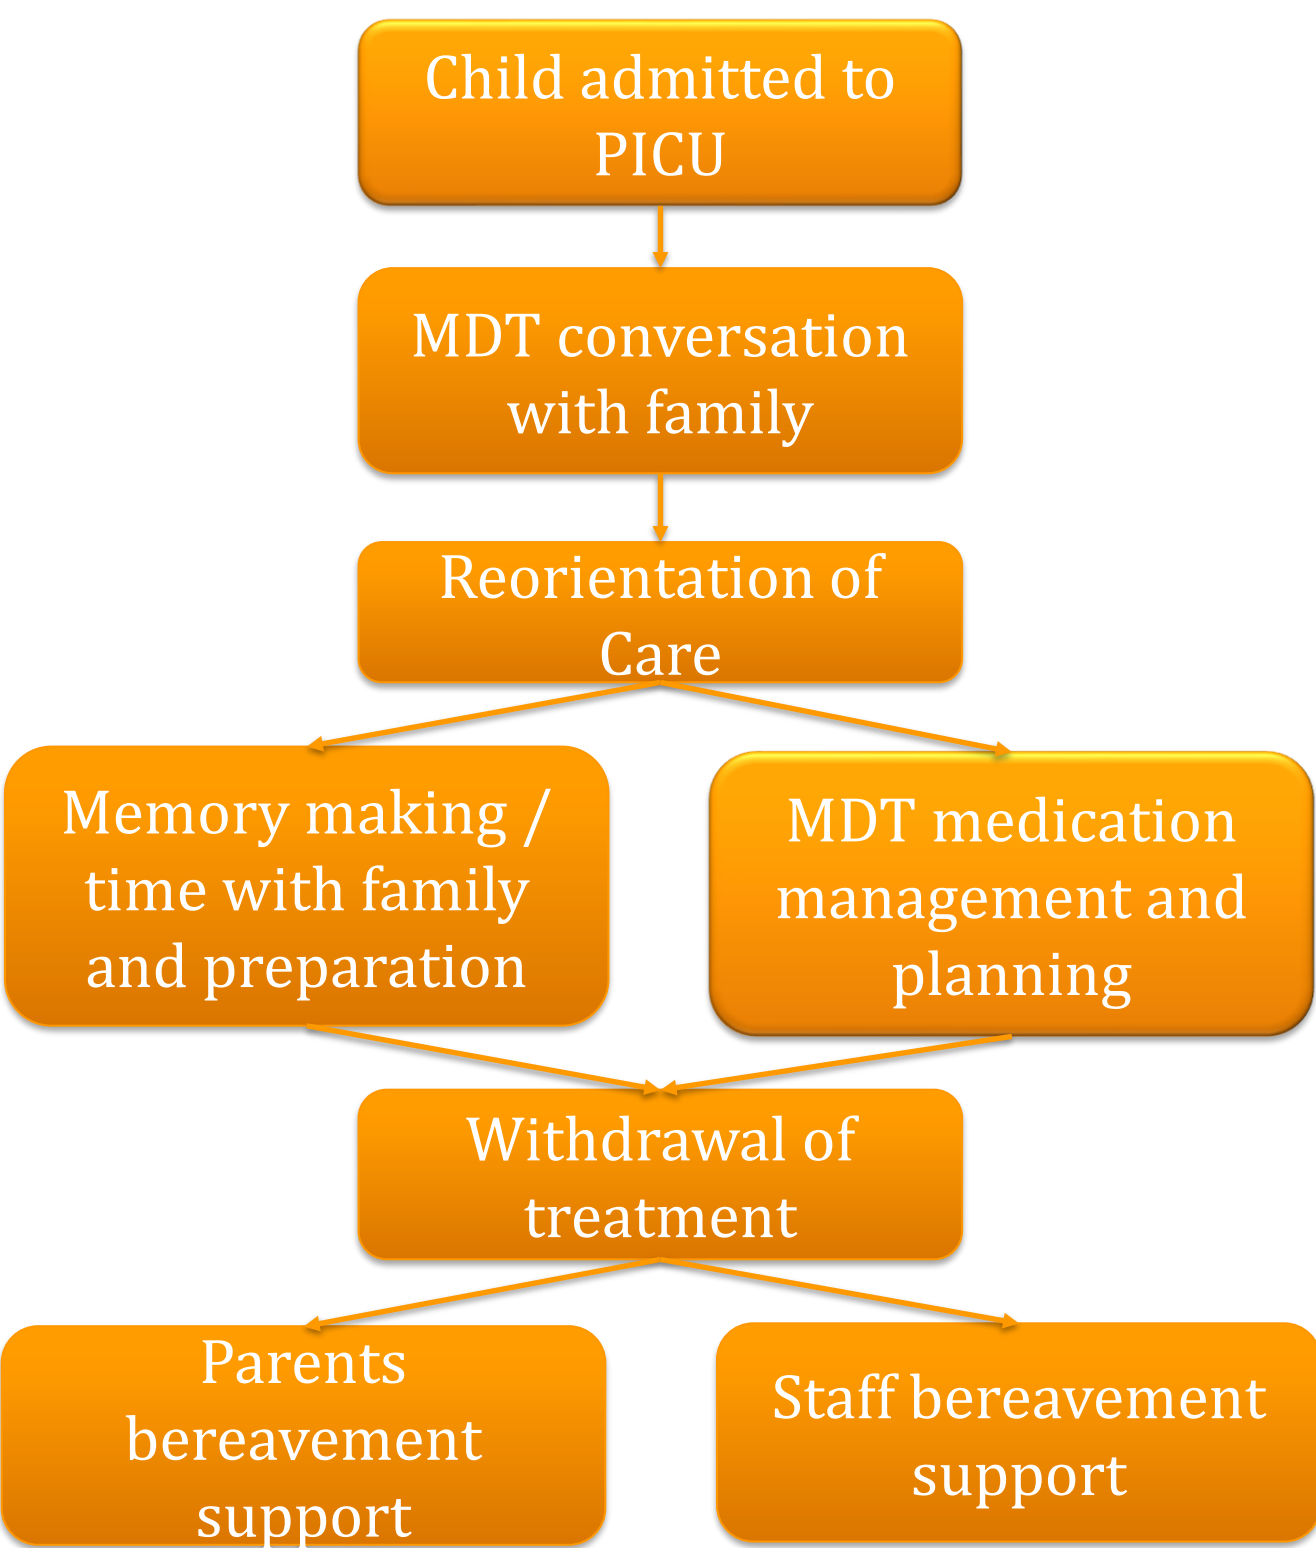 Child admitted to
PICU
MDT conversation
with family
Reorientation of
Care
Memory making /
time with family
and preparation
MDT medication
management and
planning
Withdrawal of
treatment
Parents
bereavement
support
Staff bereavement
support